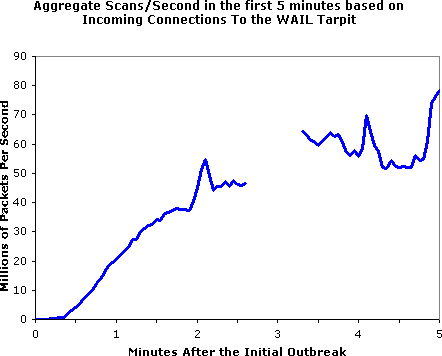 Aggregate Scans/Second in the first 5 minutes based on
Incoming Connections To the WAIL Tarpit
90
80
70
60
50
40
30
20
10
0
Millions of Packets Per Second
0 1 2 3 4 5
Minutes After the Initial Outbreak